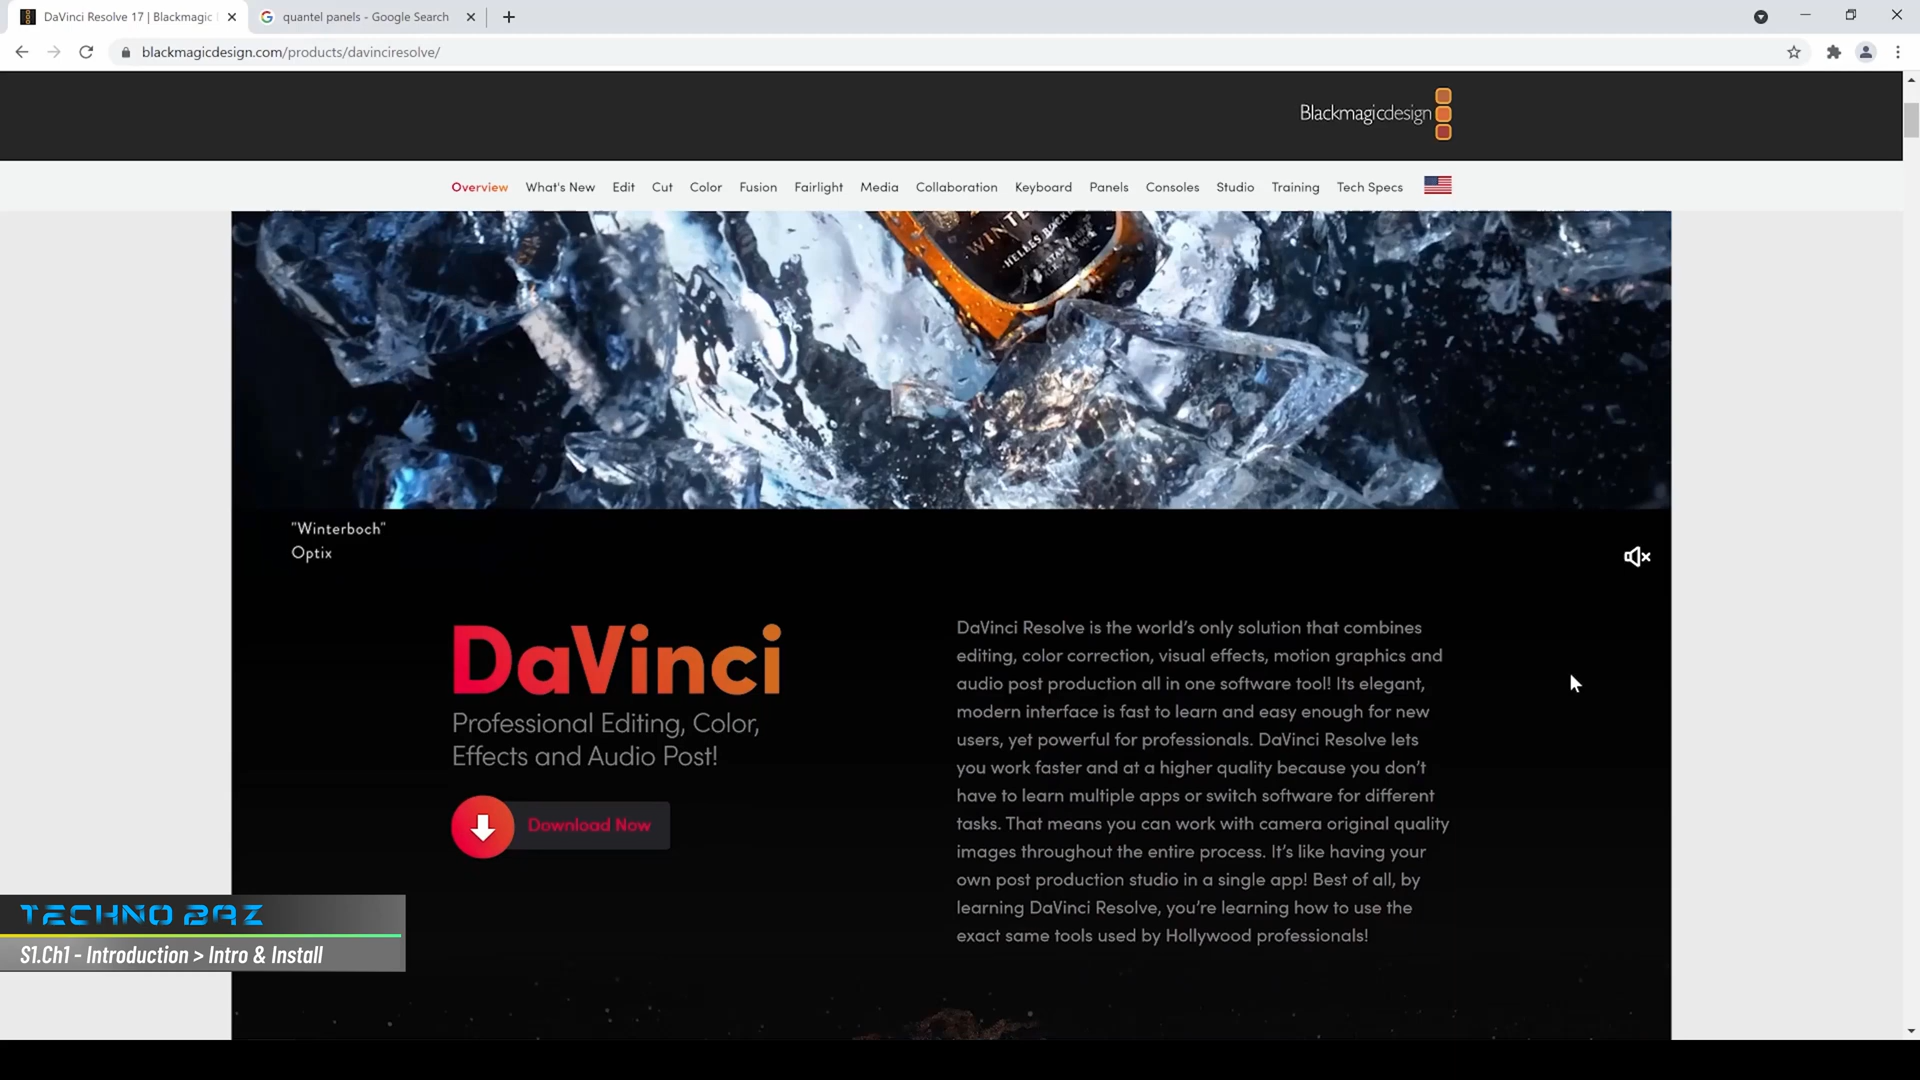 DaVinci Resolve 17 | Blackmagic
quantel panels - Google Search
blackmagicdesign.com/products/davinciresolve/
Blackmagicdesign
Overview What's New Edit Cut Color Fusion Fairlight Media Collaboration Keyboard Panels Consoles Studio Training Tech Specs
HELLES
"Winterboch"
Optix
DaVinci
Professional Editing, Color,
Effects and Audio Post!
Download Now
DaVinci Resolve is the world's only solution that combines
editing, color correction, visual effects, motion graphics and
audio post production all in one software tool! Its elegant,
modern interface is fast to learn and easy enough for new
users, yet powerful for professionals. DaVinci Resolve lets
you work faster and at a higher quality because you don't
have to learn multiple apps or switch software for different
tasks. That means you can work with camera original quality
images throughout the entire process. It's like having your
own post production studio in a single app! Best of all, by
learning DaVinci Resolve, you're learning how to use the
exact same tools used by Hollywood professionals!
TECHNO BAZ
S1.Ch1 - Introduction > Intro & Install